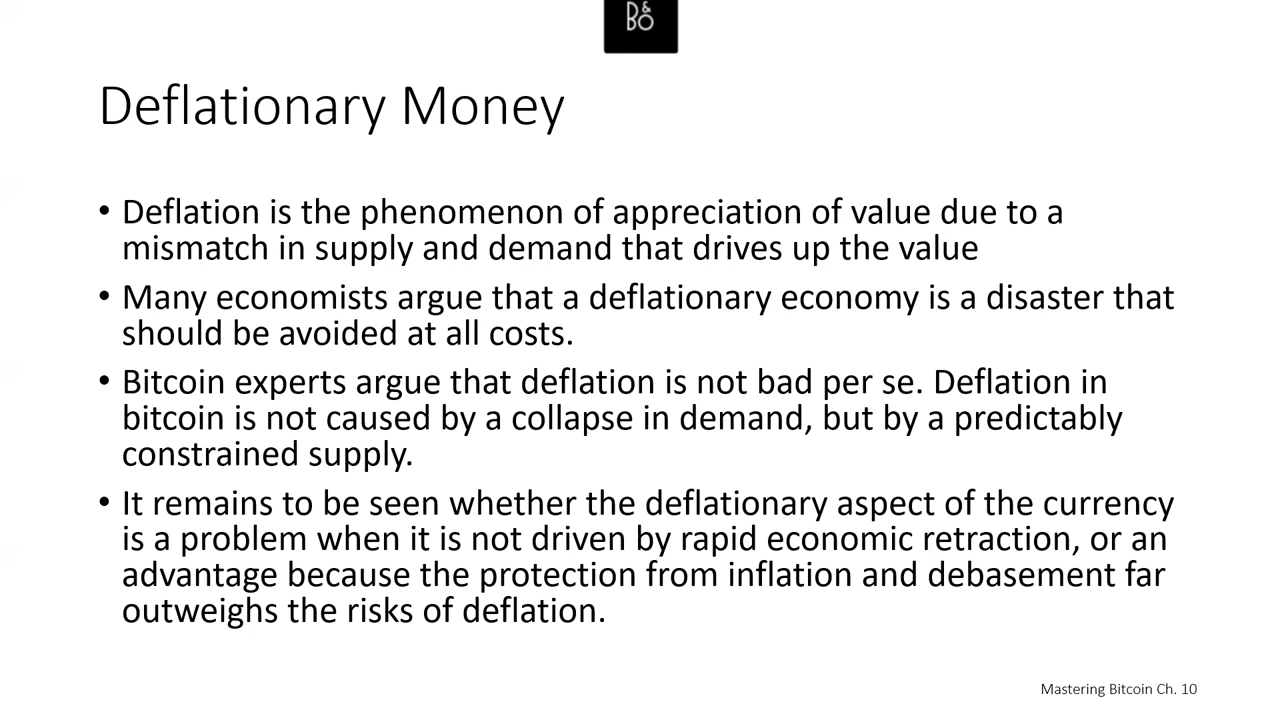 D&
BO
Deflationary Money
• Deflation is the phenomenon of appreciation of value due to a
mismatch in supply and demand that drives up the value
• Many economists argue that a deflationary economy is a disaster that
should be avoided at all costs.
• Bitcoin experts argue that deflation is not bad per se. Deflation in
bitcoin is not caused by a collapse in demand, but by a predictably
constrained supply.
• It remains to be seen whether the deflationary aspect of the currency
is a problem when it is not driven by rapid economic retraction, or an
advantage because the protection from inflation and debasement far
outweighs the risks of deflation.
Mastering Bitcoin Ch. 10